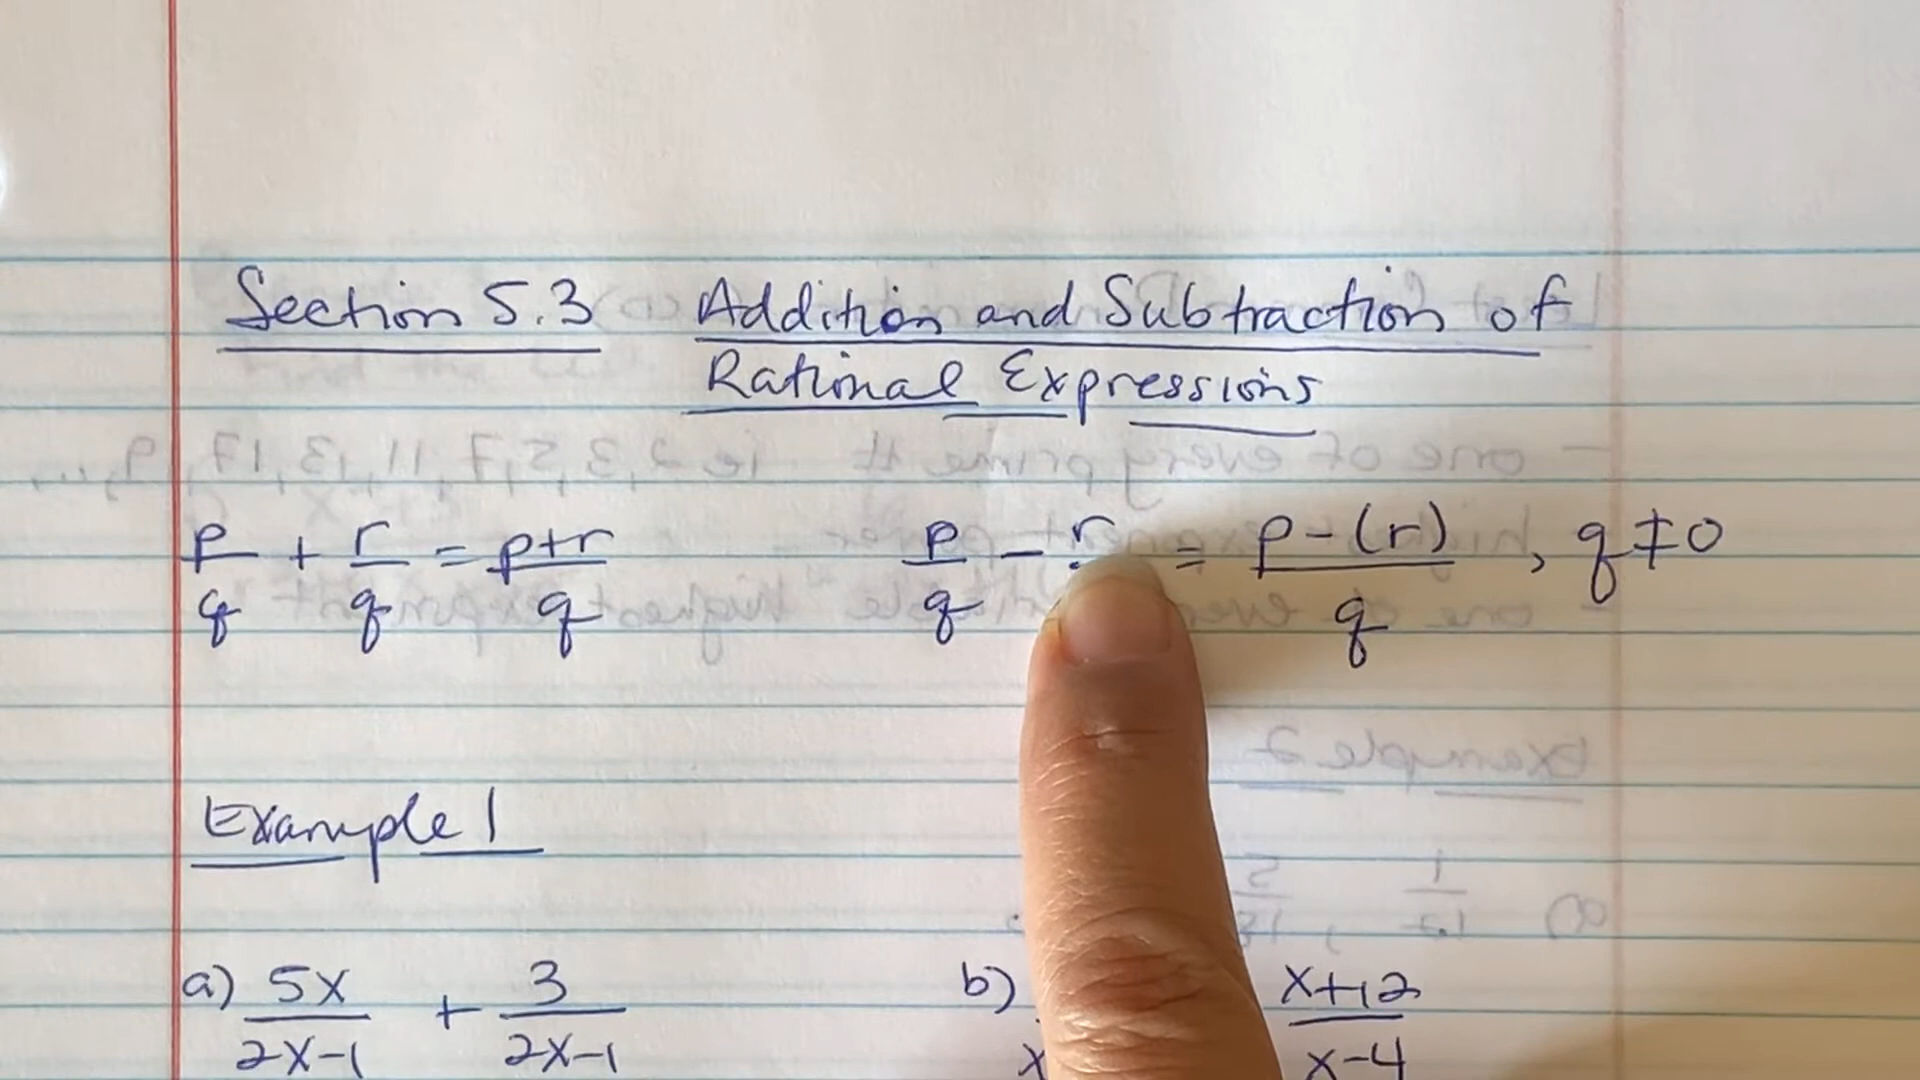 Section 5.3 Addition and Subtraction of
Rational Expressions
p/q + r/q = p+r/q p/q - r = p-(r)/q , q≠0
Example 1
a) 5x/2x-1 + 3/2x-1 b) x x+12/x-4